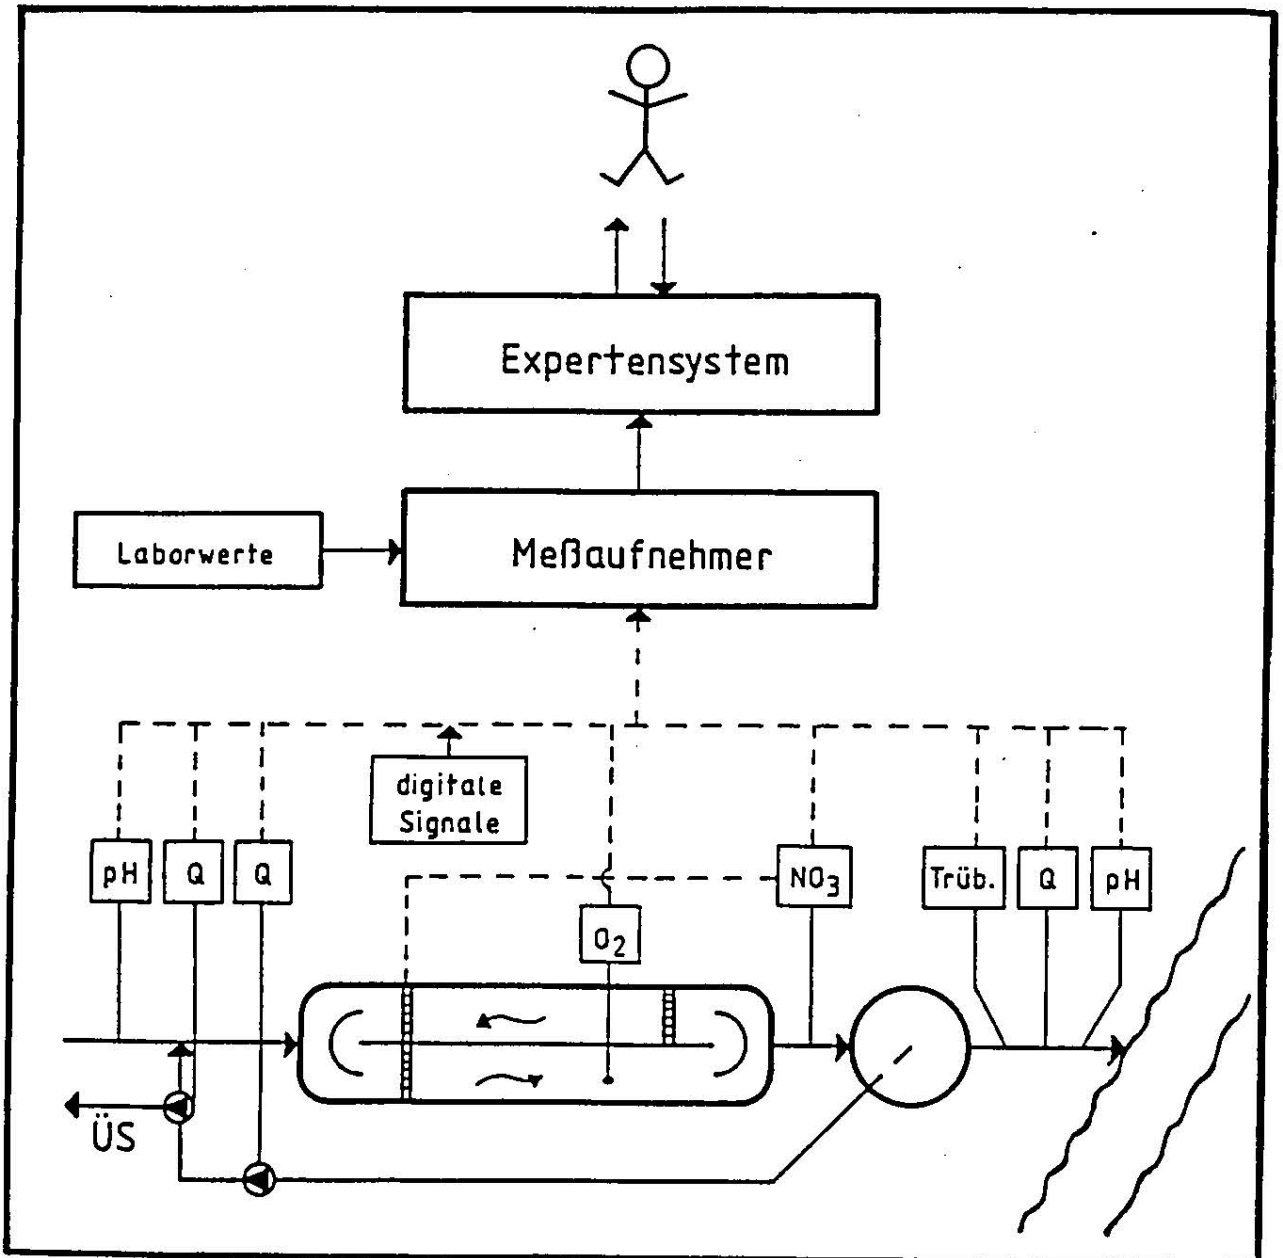 Expertensystem
Laborwerte
Meßaufnehmer
digitale
Signale
pH
Q
Q
NO₃
Trüb.
Q
pH
O₂
ÜS